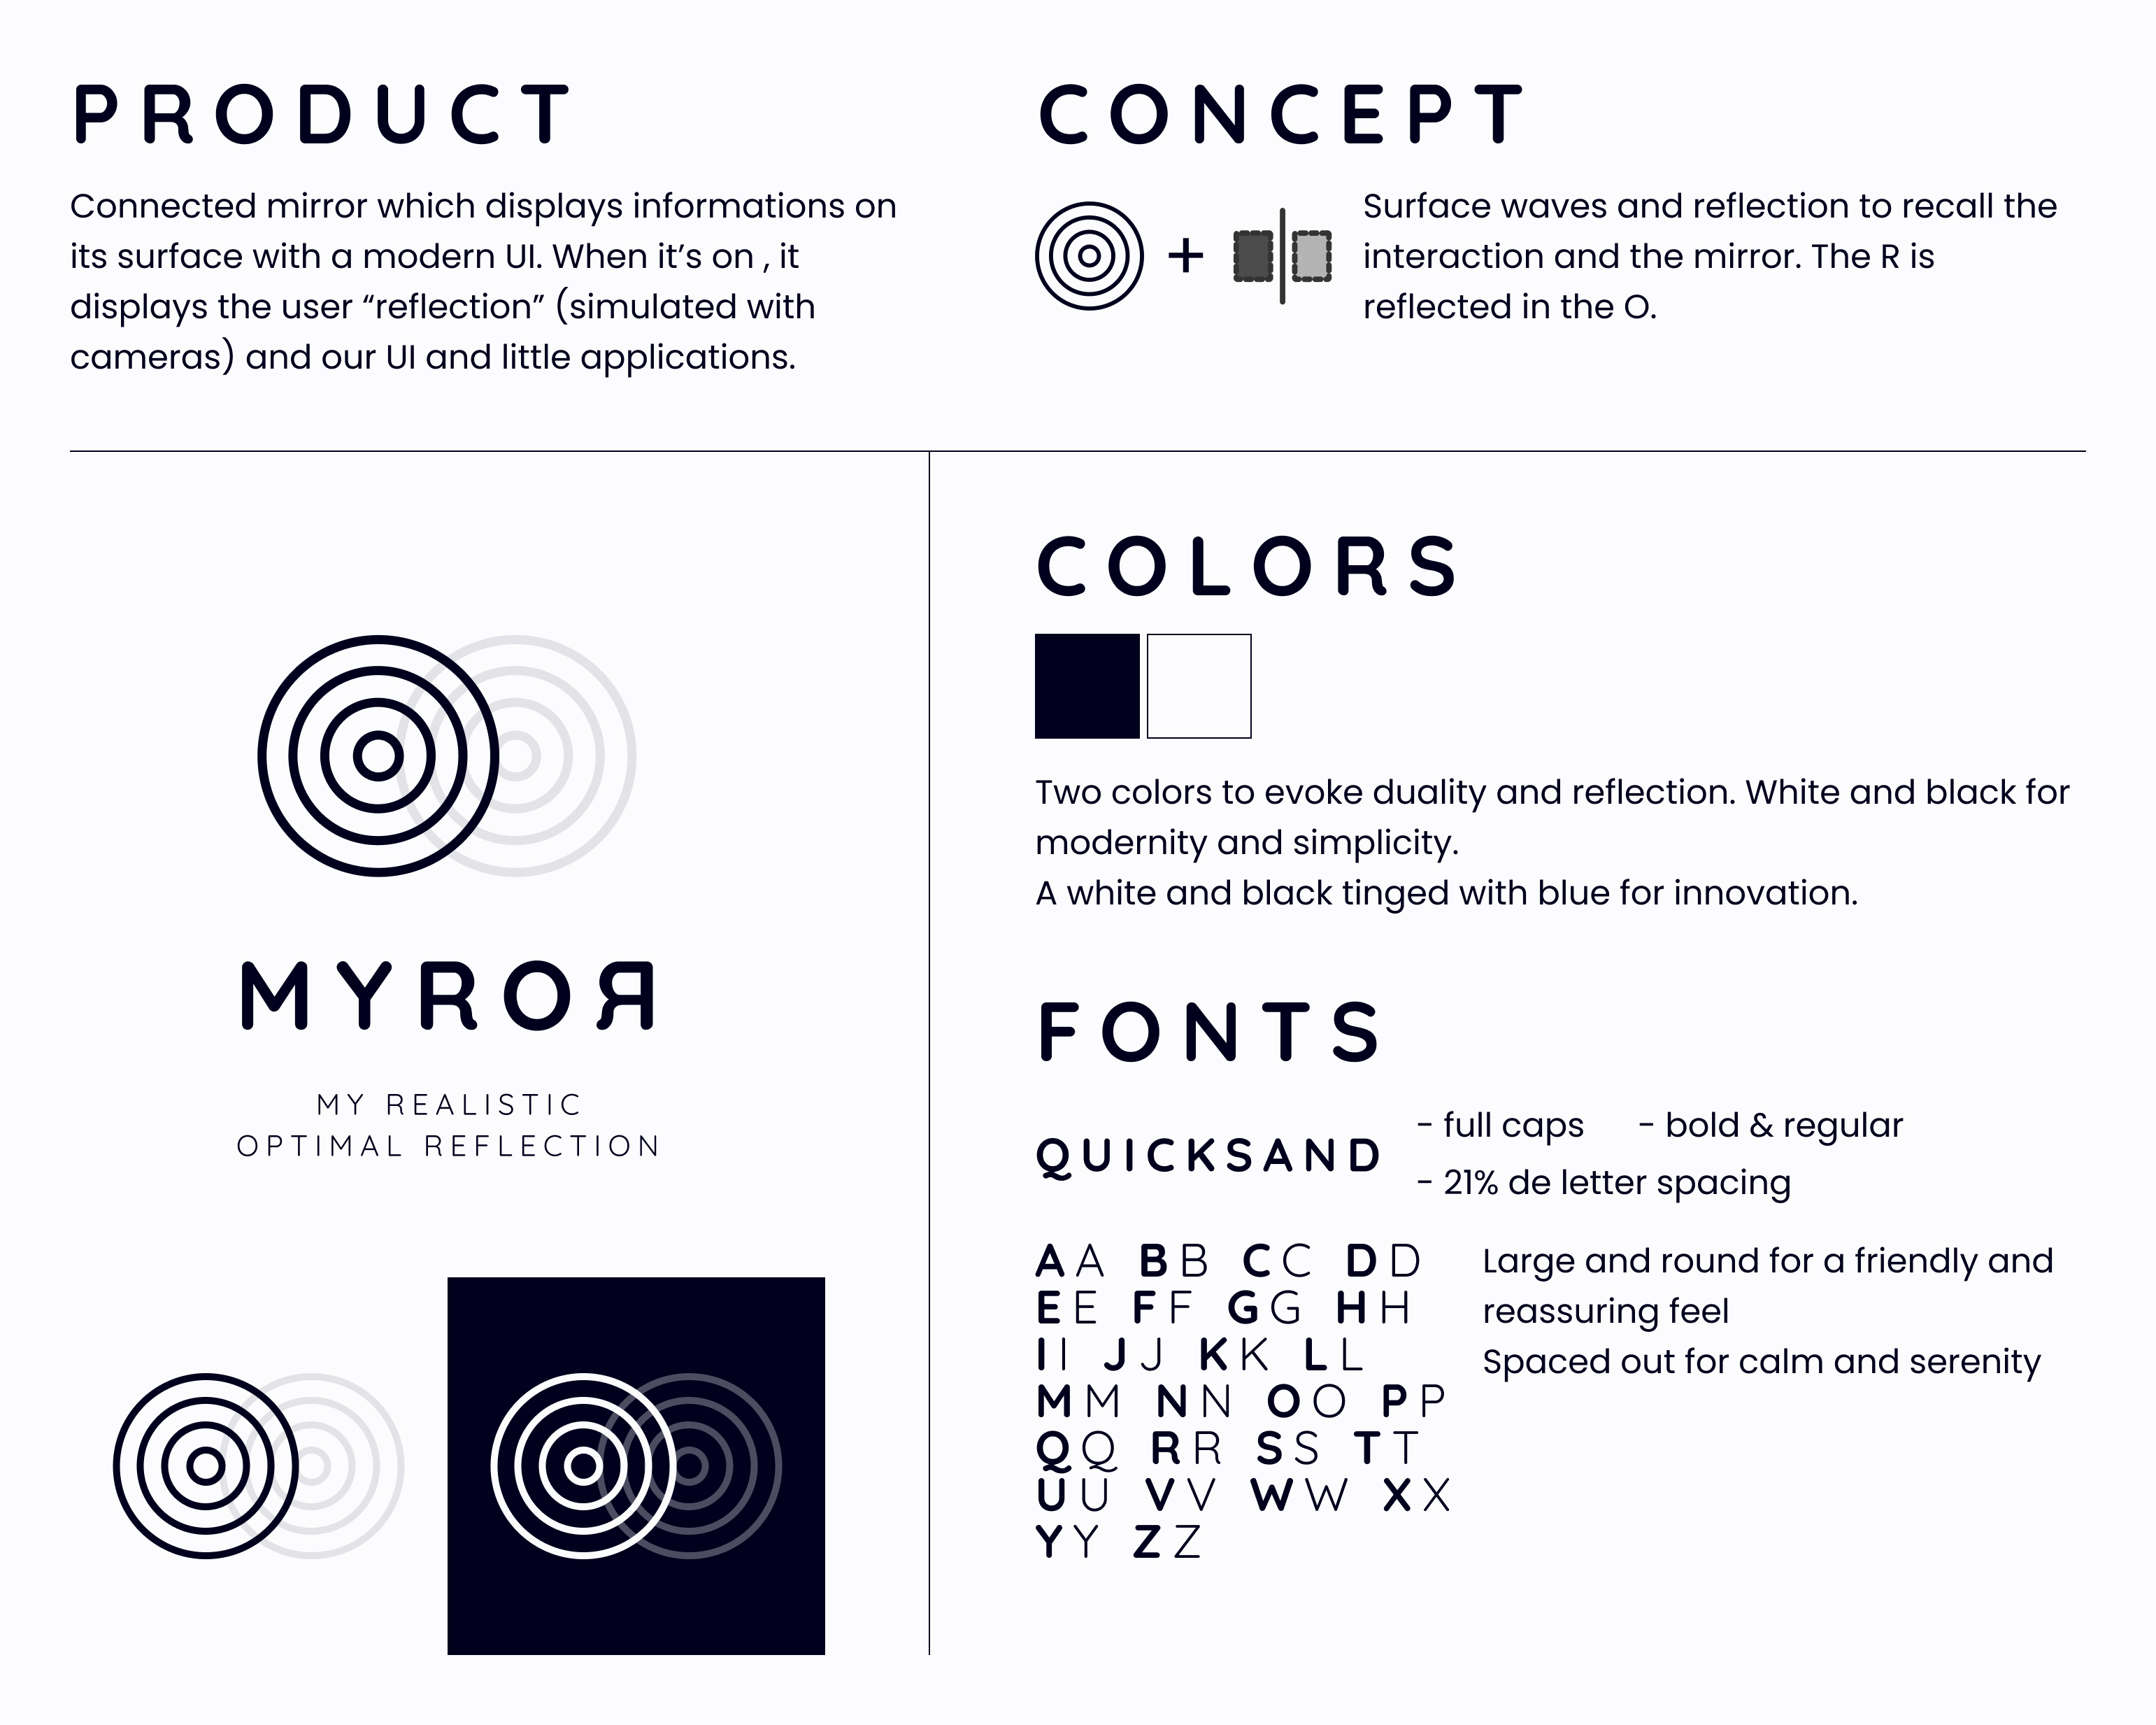 PRODUCT
Connected mirror which displays informations on
its surface with a modern UI. When it’s on , it
displays the user “reflection” (simulated with
cameras) and our UI and little applications.
CONCEPT
+
Surface waves and reflection to recall the
interaction and the mirror. The R is
reflected in the O.
MYROЯ
MY REALISTIC
OPTIMAL REFLECTION
COLORS
Two colors to evoke duality and reflection. White and black for
modernity and simplicity.
A white and black tinged with blue for innovation.
FONTS
QUICKSAND
- full caps - bold & regular
- 21% de letter spacing
AA BB CC DD
EE FF GG HH
II JJ KK LL
MM NN OO PP
QQ RR SS TT
UU VV WW XX
YY ZZ
Large and round for a friendly and
reassuring feel
Spaced out for calm and serenity